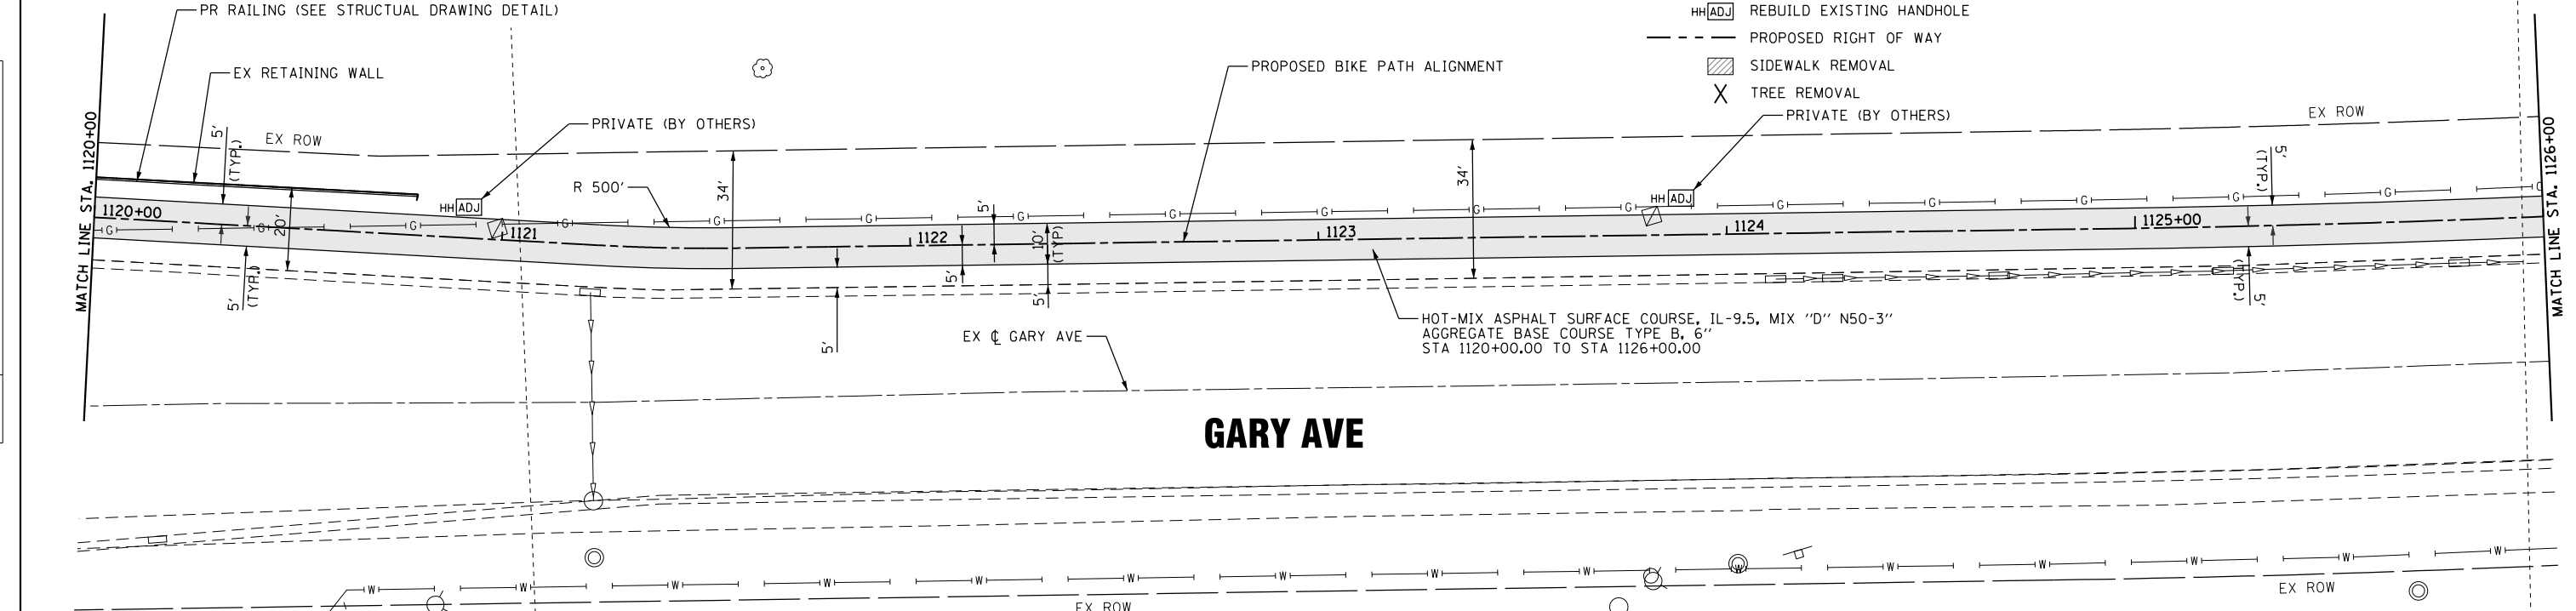 PR RAILING (SEE STRUCTUAL DRAWING DETAIL)
EX RETAINING WALL
HH ADJ REBUILD EXISTING HANDHOLE
PROPOSED RIGHT OF WAY
SIDEWALK REMOVAL
X TREE REMOVAL
PROPOSED BIKE PATH ALIGNMENT
PRIVATE (BY OTHERS)
PRIVATE (BY OTHERS)
EX ROW
EX ROW
MATCH LINE STA. 1120+00
MATCH LINE STA. 1126+00
5'
(TYP.)
20'
5'
(TYP.)
HH ADJ
R 500'
34'
34'
HH ADJ
5'
(TYP.)
1120+00
1121
1122
1123
1124
1125+00
G G G G G G G G G G G G G G G G
5'
5'
10'
(TYP)
5'
5'
(TYP.)
5'
HOT-MIX ASPHALT SURFACE COURSE, IL-9.5, MIX "D" N50-3"
AGGREGATE BASE COURSE TYPE B, 6"
STA 1120+00.00 TO STA 1126+00.00
EX ℄ GARY AVE
GARY AVE
W W W W W W W W W W W W W W W
EX ROW
EX ROW